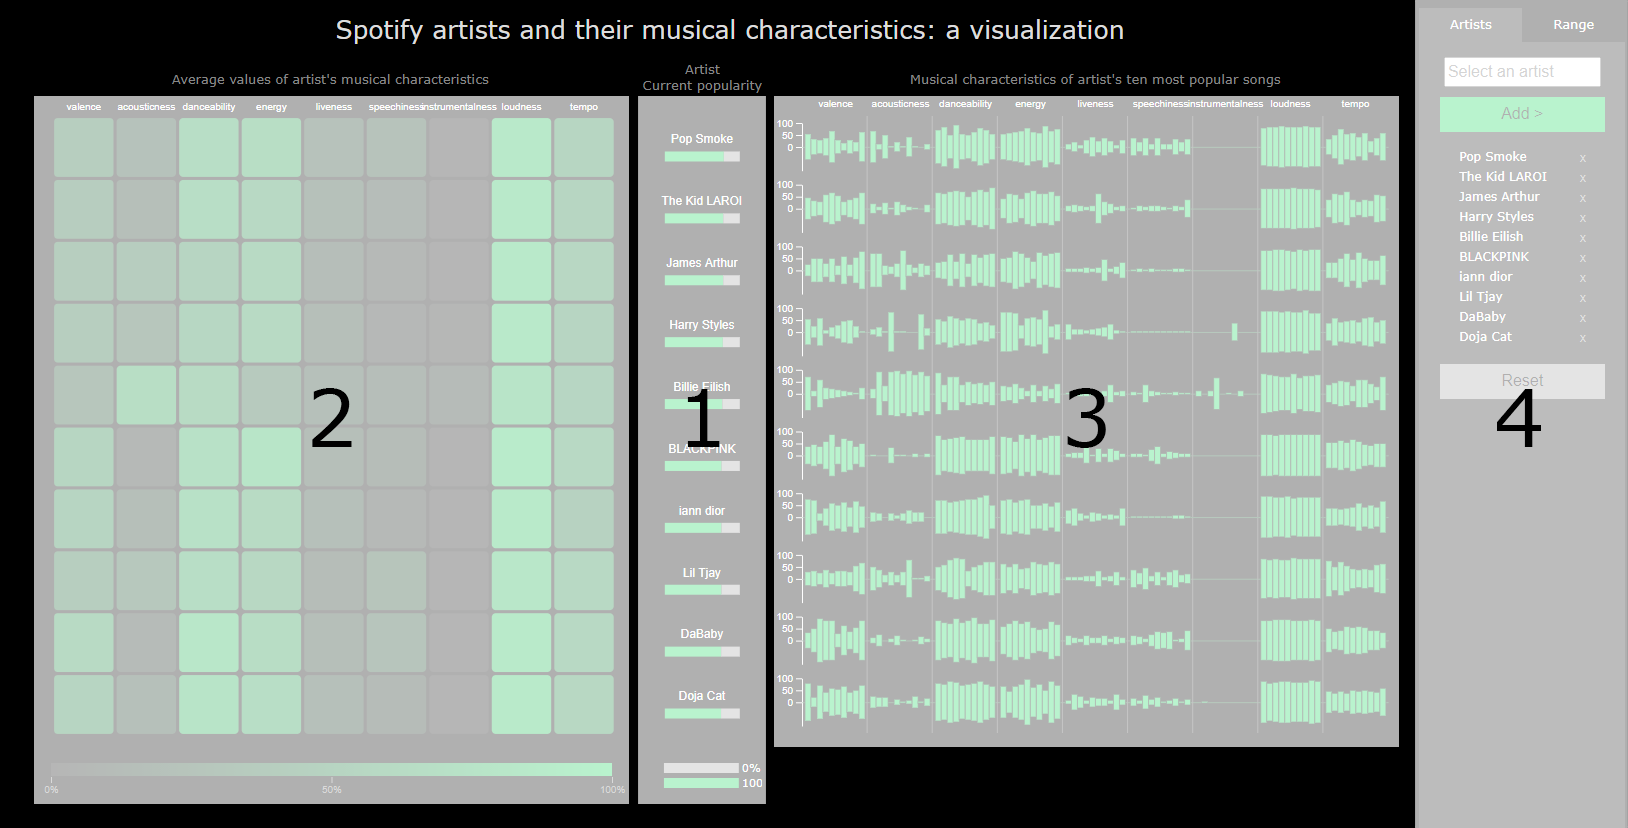 Spotify artists and their musical characteristics: a visualization
Average values of artist's musical characteristics
valence acousticness danceability energy liveness speechiness instrumentalness loudness tempo
0% 50% 100%
2
Artist
Current popularity
Pop Smoke
The Kid LAROI
James Arthur
Harry Styles
Billie Eilish
1
BLACKPINK
iann dior
Lil Tjay
DaBaby
Doja Cat
0%
100
Musical characteristics of artist's ten most popular songs
valence acousticness danceability energy liveness speechiness instrumentalness loudness tempo
100
50
0
100
50
0
100
50
0
100
50
0
100
50
0
100
50
0
100
50
0
100
50
0
100
50
0
100
50
0
3
Artists Range
Select an artist
Add >
Pop Smoke x
The Kid LAROI x
James Arthur x
Harry Styles x
Billie Eilish x
BLACKPINK x
iann dior x
Lil Tjay x
DaBaby x
Doja Cat x
Reset
4